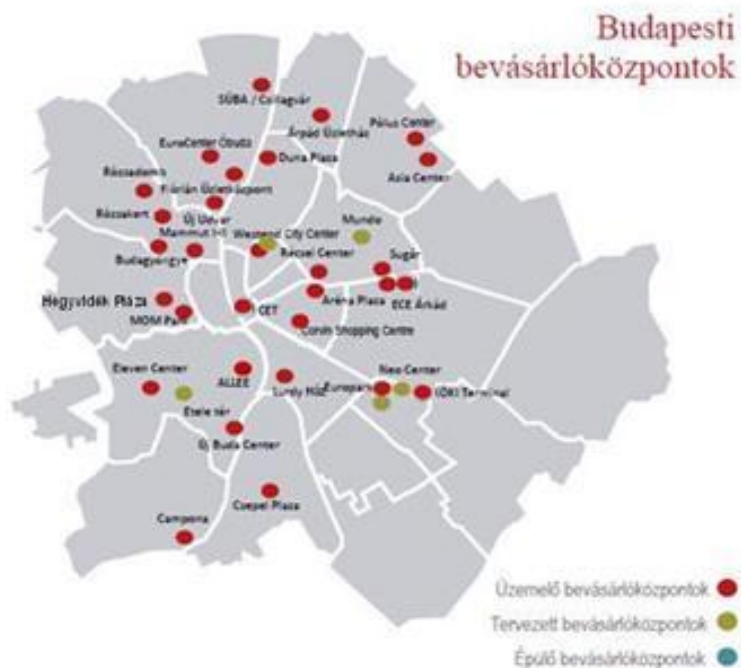 Budapesti
bevásárlóközpontok
SÜBA / Csillagvár
Árpád Üzletház
Pólus Center
EuroCenter Óbuda
Duna Plaza
Asia Center
Rózsadomb
Flórián Üzletközpont
Rózsakert
Új Udvar
Mammut I-II
Westend City Center
Mundo
Budagyöngye
Récsei Center
Sugár
Hegyvidék Pláza
Aréna Plaza
ECE Árkád
MOM Park
CET
Corvin Shopping Centre
Eleven Center
ALLEE
Lurdy Ház
Europark
Neo Center
(ÖKI) Terminal
Etele tér
Új Buda Center
Csepel Plaza
Campona
Üzemelő bevásárlóközpontok
Tervezett bevásárlóközpontok
Épülő bevásárlóközpontok